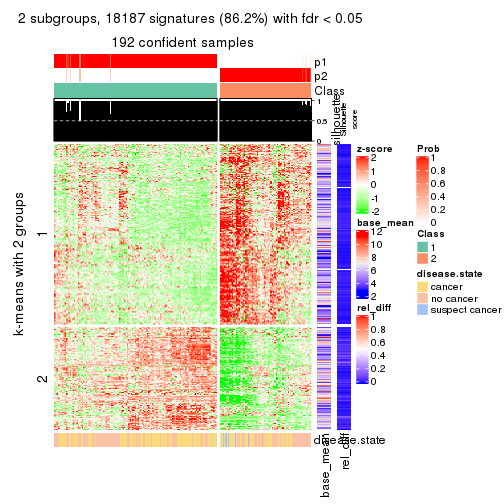 2 subgroups, 18187 signatures (86.2%) with fdr < 0.05
192 confident samples
p1
p2
Class
1
0.5
0
silhouette
Silhouette
score
k-means with 2 groups
1
2
disease.state
base_mean
rel_diff
z-score
2
1
0
-1
-2
base_mean
12
10
8
6
4
2
rel_diff
1
0.8
0.6
0.4
0.2
0
Prob
1
0.8
0.6
0.4
0.2
0
Class
1
2
disease.state
cancer
no cancer
suspect cancer